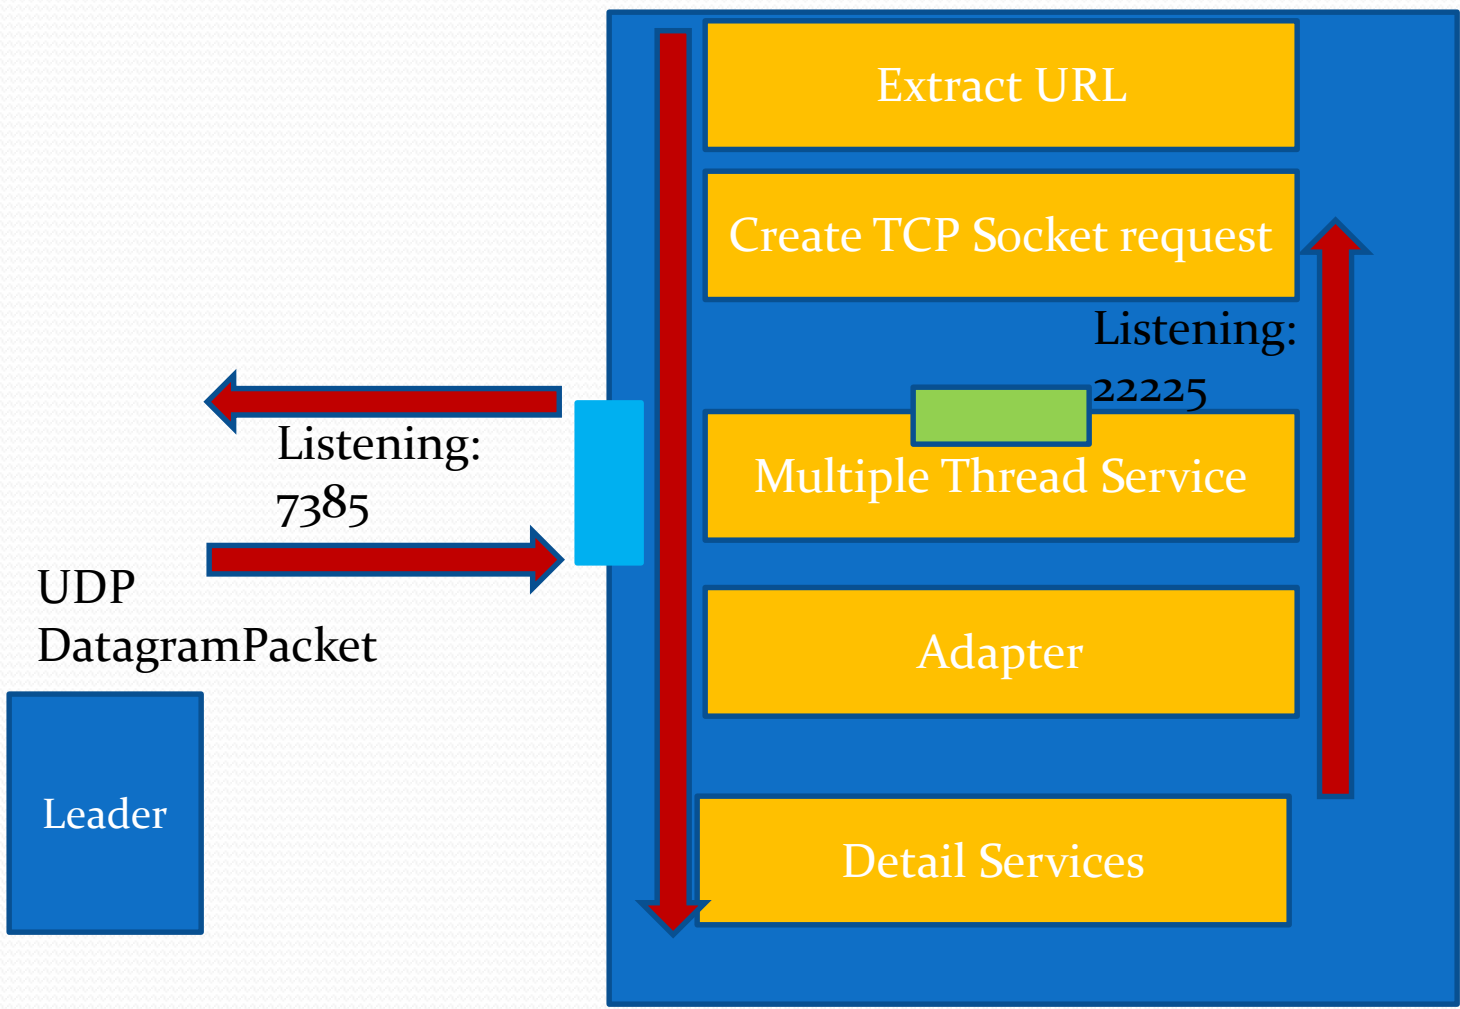 Extract URL
Create TCP Socket request
Listening:
22225
Listening:
7385
Multiple Thread Service
UDP
DatagramPacket
Adapter
Leader
Detail Services